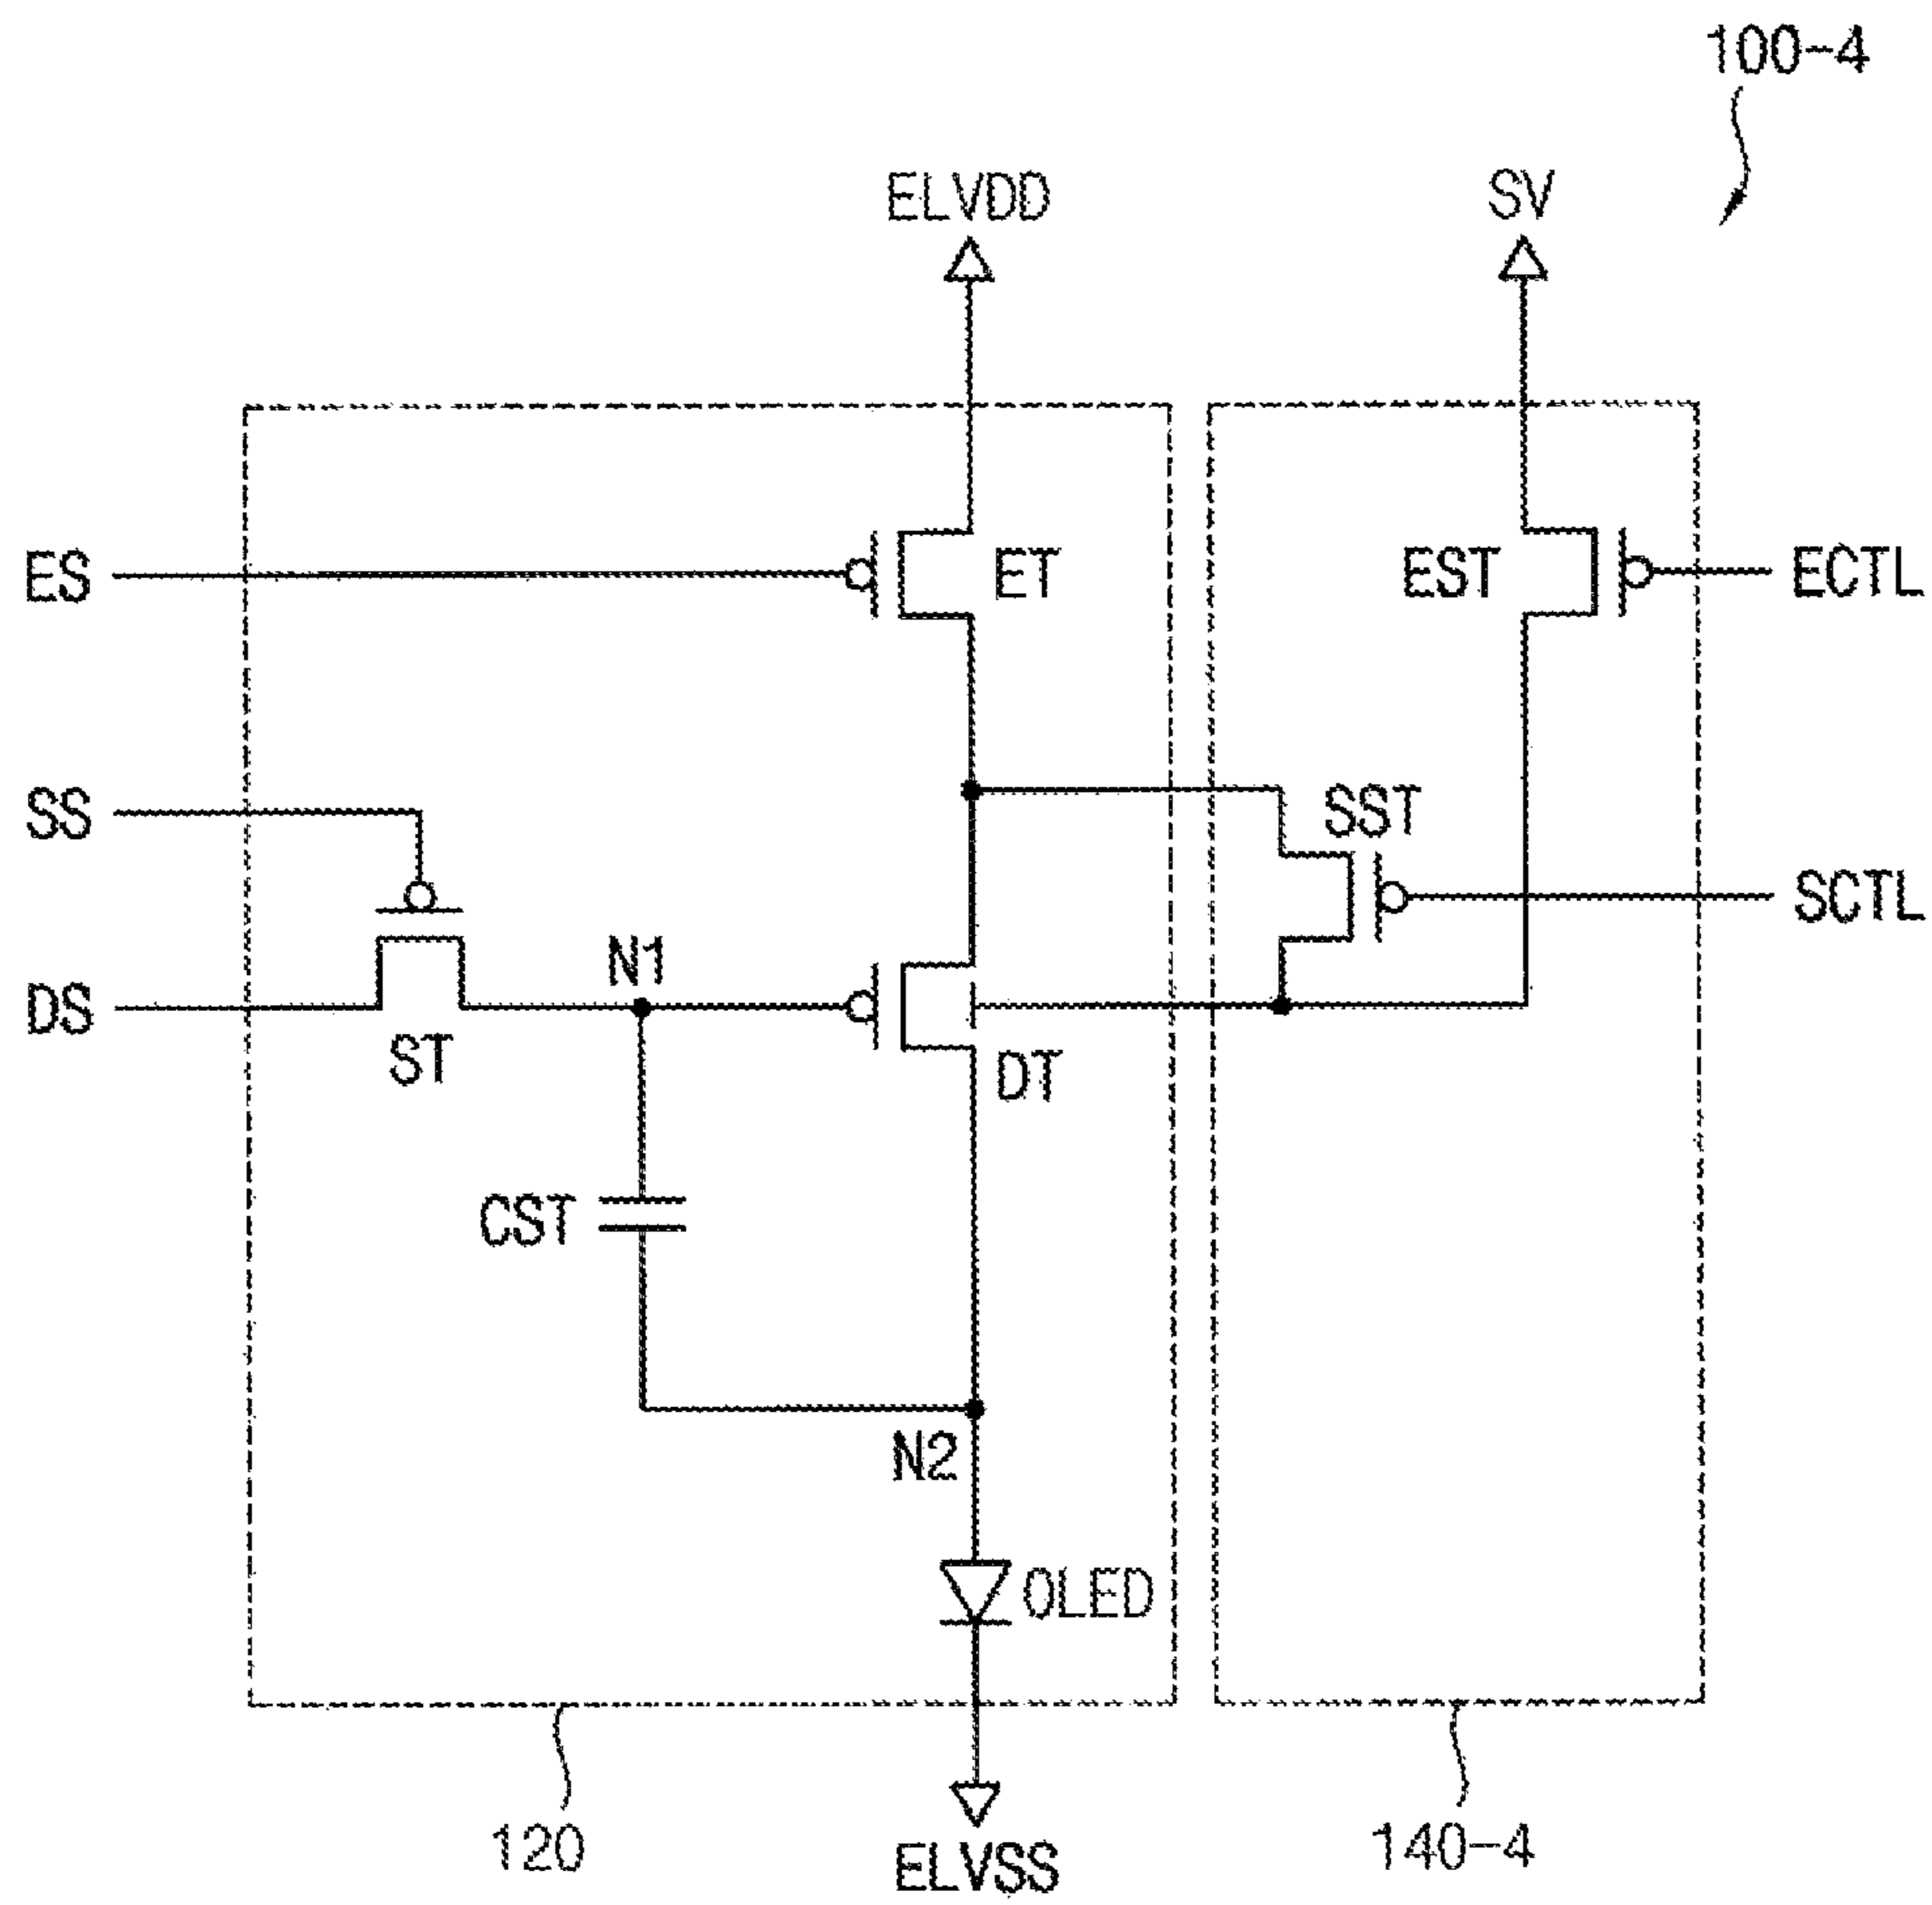 100-4
ELVDD
SV
ES
ET
EST
ECTL
SS
SST
SCTL
N1
DS
ST
DT
CST
N2
OLED
120
140-4
ELVSS